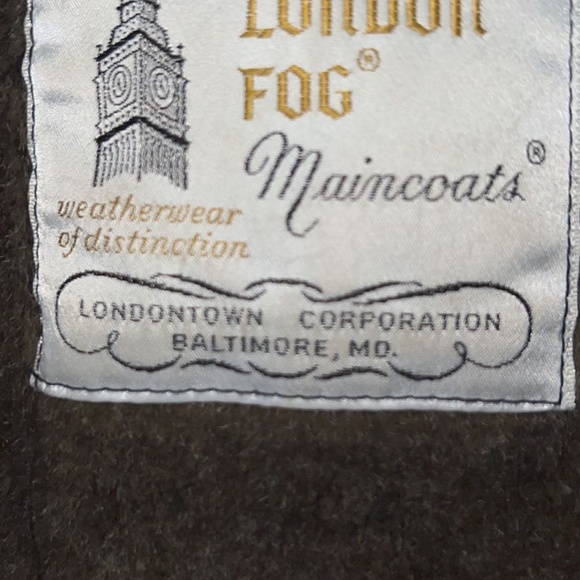 LONDON
FOG®
Maincoats®
weatherwear
of distinction
LONDONTOWN CORPORATION
BALTIMORE, MD.